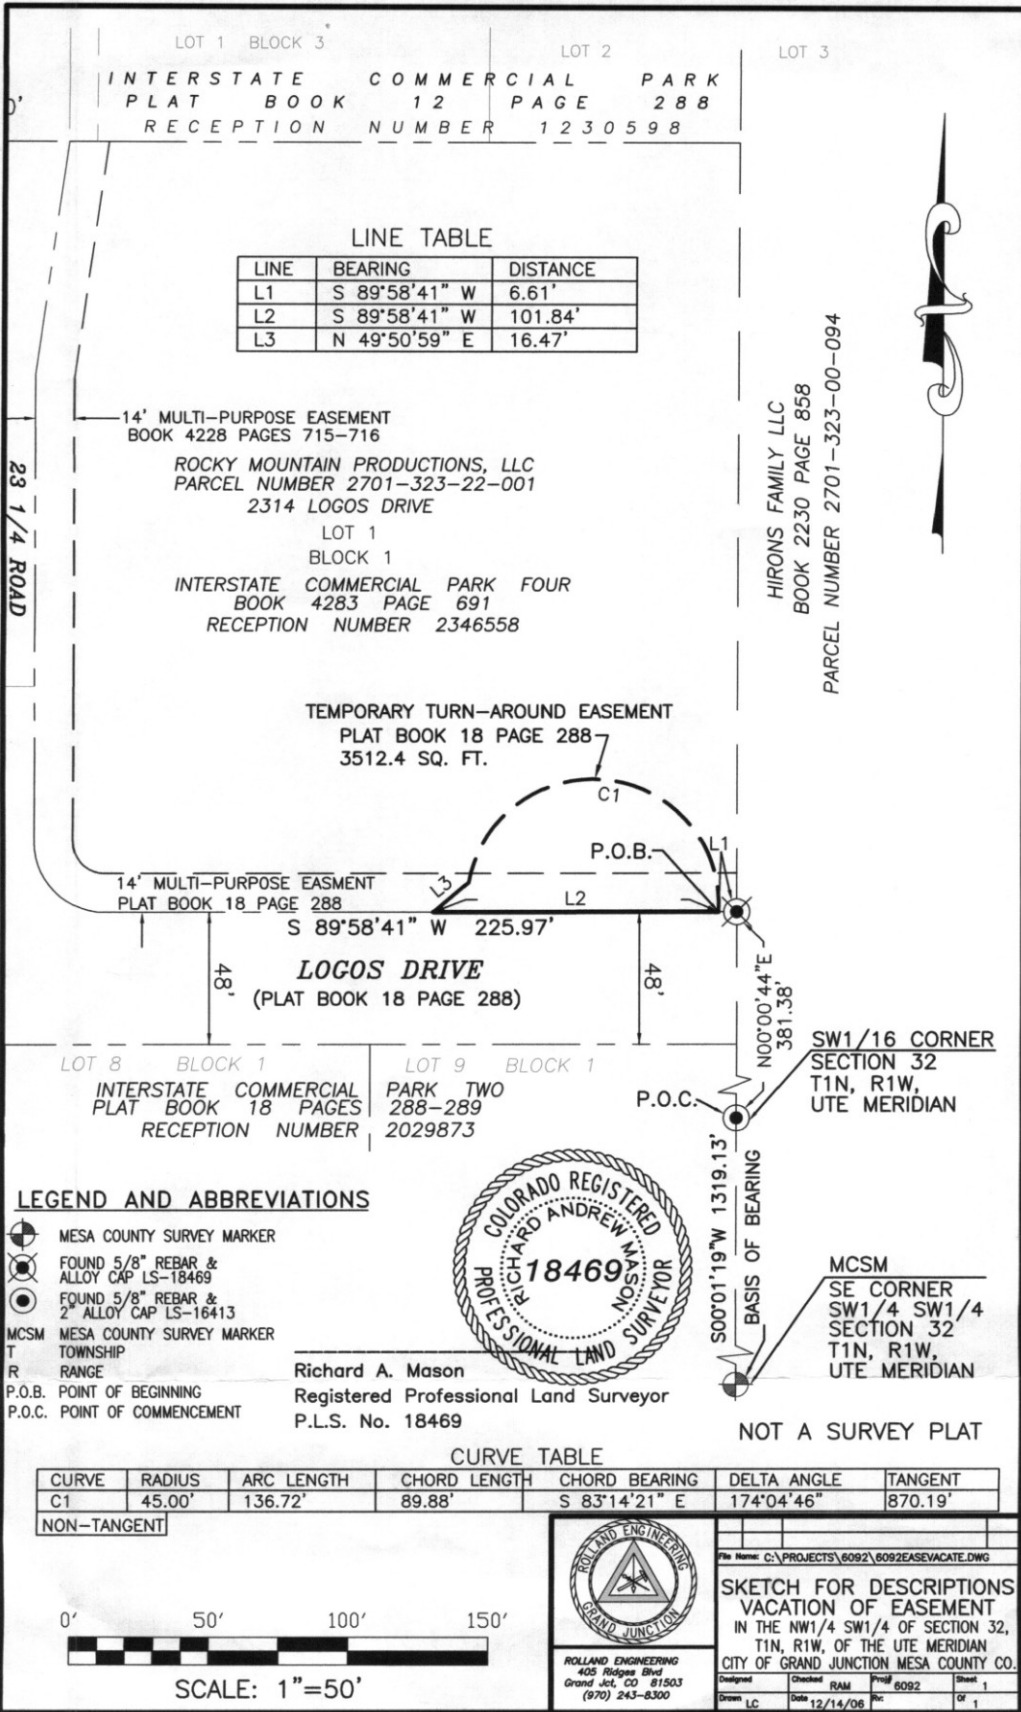 LOT 1 BLOCK 3
LOT 2
LOT 3
INTERSTATE COMMERCIAL PARK
PLAT BOOK 12 PAGE 288
RECEPTION NUMBER 1230598
0'
LINE TABLE
LINE BEARING DISTANCE
L1 S 89°58'41" W 6.61'
L2 S 89°58'41" W 101.84'
L3 N 49°50'59" E 16.47'
14' MULTI-PURPOSE EASEMENT
BOOK 4228 PAGES 715-716
ROCKY MOUNTAIN PRODUCTIONS, LLC
PARCEL NUMBER 2701-323-22-001
2314 LOGOS DRIVE
LOT 1
BLOCK 1
INTERSTATE COMMERCIAL PARK FOUR
BOOK 4283 PAGE 691
RECEPTION NUMBER 2346558
23 1/4 ROAD
HIRONS FAMILY LLC
BOOK 2230 PAGE 858
PARCEL NUMBER 2701-323-00-094
TEMPORARY TURN-AROUND EASEMENT
PLAT BOOK 18 PAGE 288
3512.4 SQ. FT.
C1
P.O.B.
L1
L3
L2
14' MULTI-PURPOSE EASMENT
PLAT BOOK 18 PAGE 288
S 89°58'41" W 225.97'
LOGOS DRIVE
(PLAT BOOK 18 PAGE 288)
48'
48'
N00°00'44"E
381.38'
SW1/16 CORNER
SECTION 32
T1N, R1W,
UTE MERIDIAN
P.O.C.
LOT 8 BLOCK 1
LOT 9 BLOCK 1
INTERSTATE COMMERCIAL PARK TWO
PLAT BOOK 18 PAGES 288-289
RECEPTION NUMBER 2029873
S00°01'19"W 1319.13'
BASIS OF BEARING
MCSM
SE CORNER
SW1/4 SW1/4
SECTION 32
T1N, R1W,
UTE MERIDIAN
LEGEND AND ABBREVIATIONS
MESA COUNTY SURVEY MARKER
FOUND 5/8" REBAR &
ALLOY CAP LS-18469
FOUND 5/8" REBAR &
2" ALLOY CAP LS-16413
MCSM MESA COUNTY SURVEY MARKER
T TOWNSHIP
R RANGE
P.O.B. POINT OF BEGINNING
P.O.C. POINT OF COMMENCEMENT
COLORADO REGISTERED
RICHARD ANDREW MASON
18469
PROFESSIONAL LAND SURVEYOR
Richard A. Mason
Registered Professional Land Surveyor
P.L.S. No. 18469
NOT A SURVEY PLAT
CURVE TABLE
CURVE RADIUS ARC LENGTH CHORD LENGTH CHORD BEARING DELTA ANGLE TANGENT
C1 45.00' 136.72' 89.88' S 83°14'21" E 174°04'46" 870.19'
NON-TANGENT
0' 50' 100' 150'
SCALE: 1"=50'
ROLLAND ENGINEERING
GRAND JUNCTION
ROLLAND ENGINEERING
405 Ridges Blvd
Grand Jct, CO 81503
(970) 243-8300
File Name: C:\PROJECTS\6092\6092EASEVACATE.DWG
SKETCH FOR DESCRIPTIONS
VACATION OF EASEMENT
IN THE NW1/4 SW1/4 OF SECTION 32,
T1N, R1W, OF THE UTE MERIDIAN
CITY OF GRAND JUNCTION MESA COUNTY CO.
Designed Checked RAM Proj# 6092 Sheet 1
Drawn LC Date 12/14/06 Rv: Of 1